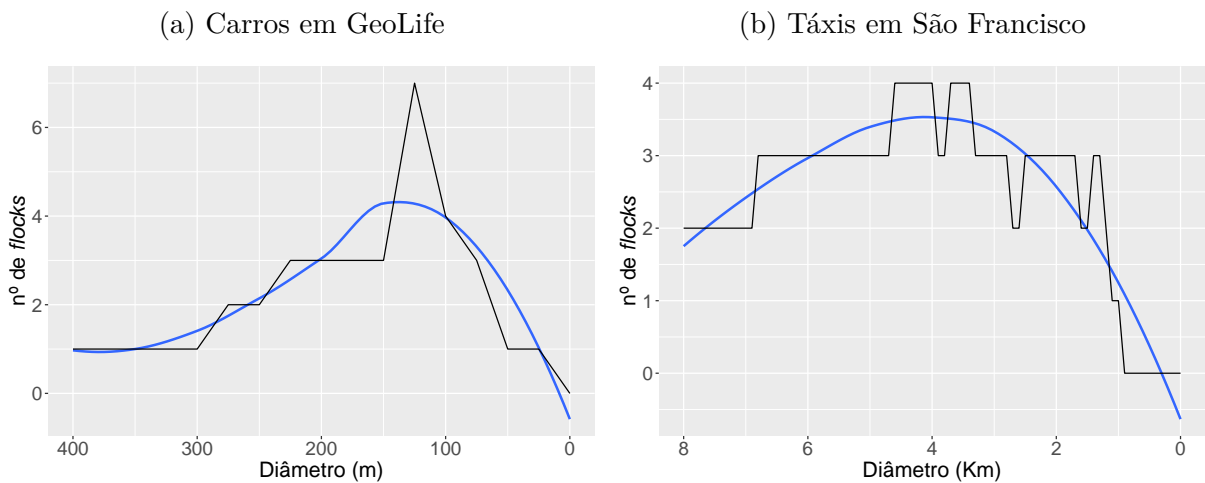 (a) Carros em GeoLife
6
4
2
0
nº de flocks
400 300 200 100 0
Diâmetro (m)
(b) Táxis em São Francisco
4
3
2
1
0
nº de flocks
8 6 4 2 0
Diâmetro (Km)